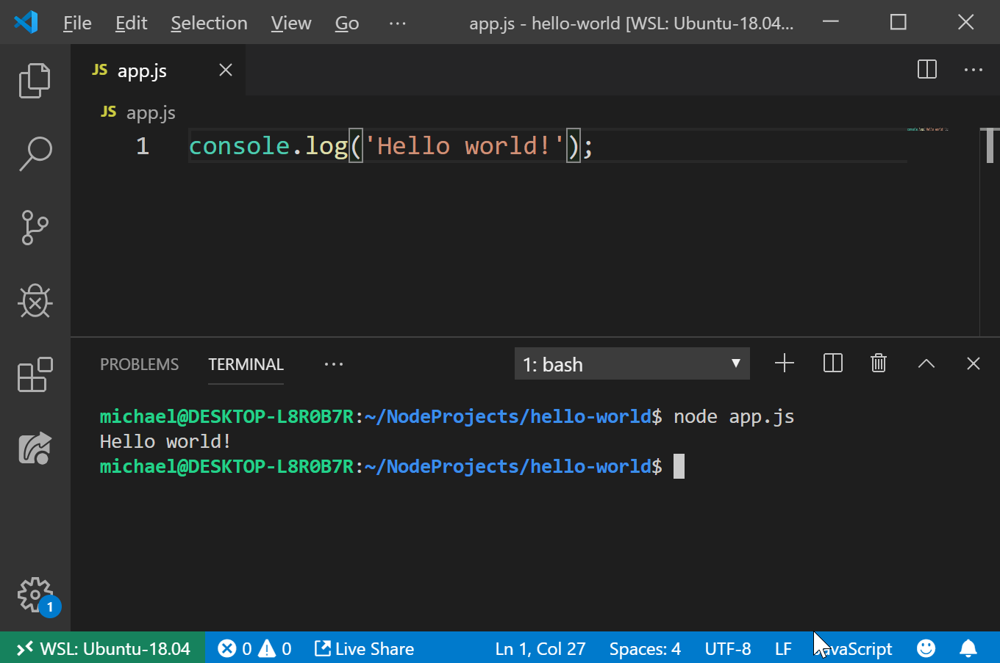 File Edit Selection View Go ··· app.js - hello-world [WSL: Ubuntu-18.04...
JS app.js
JS app.js
1 console.log('Hello world!');
PROBLEMS TERMINAL ··· 1: bash
michael@DESKTOP-L8R0B7R:~/NodeProjects/hello-world$ node app.js
Hello world!
michael@DESKTOP-L8R0B7R:~/NodeProjects/hello-world$
1
WSL: Ubuntu-18.04 0 0 Live Share Ln 1, Col 27 Spaces: 4 UTF-8 LF JavaScript